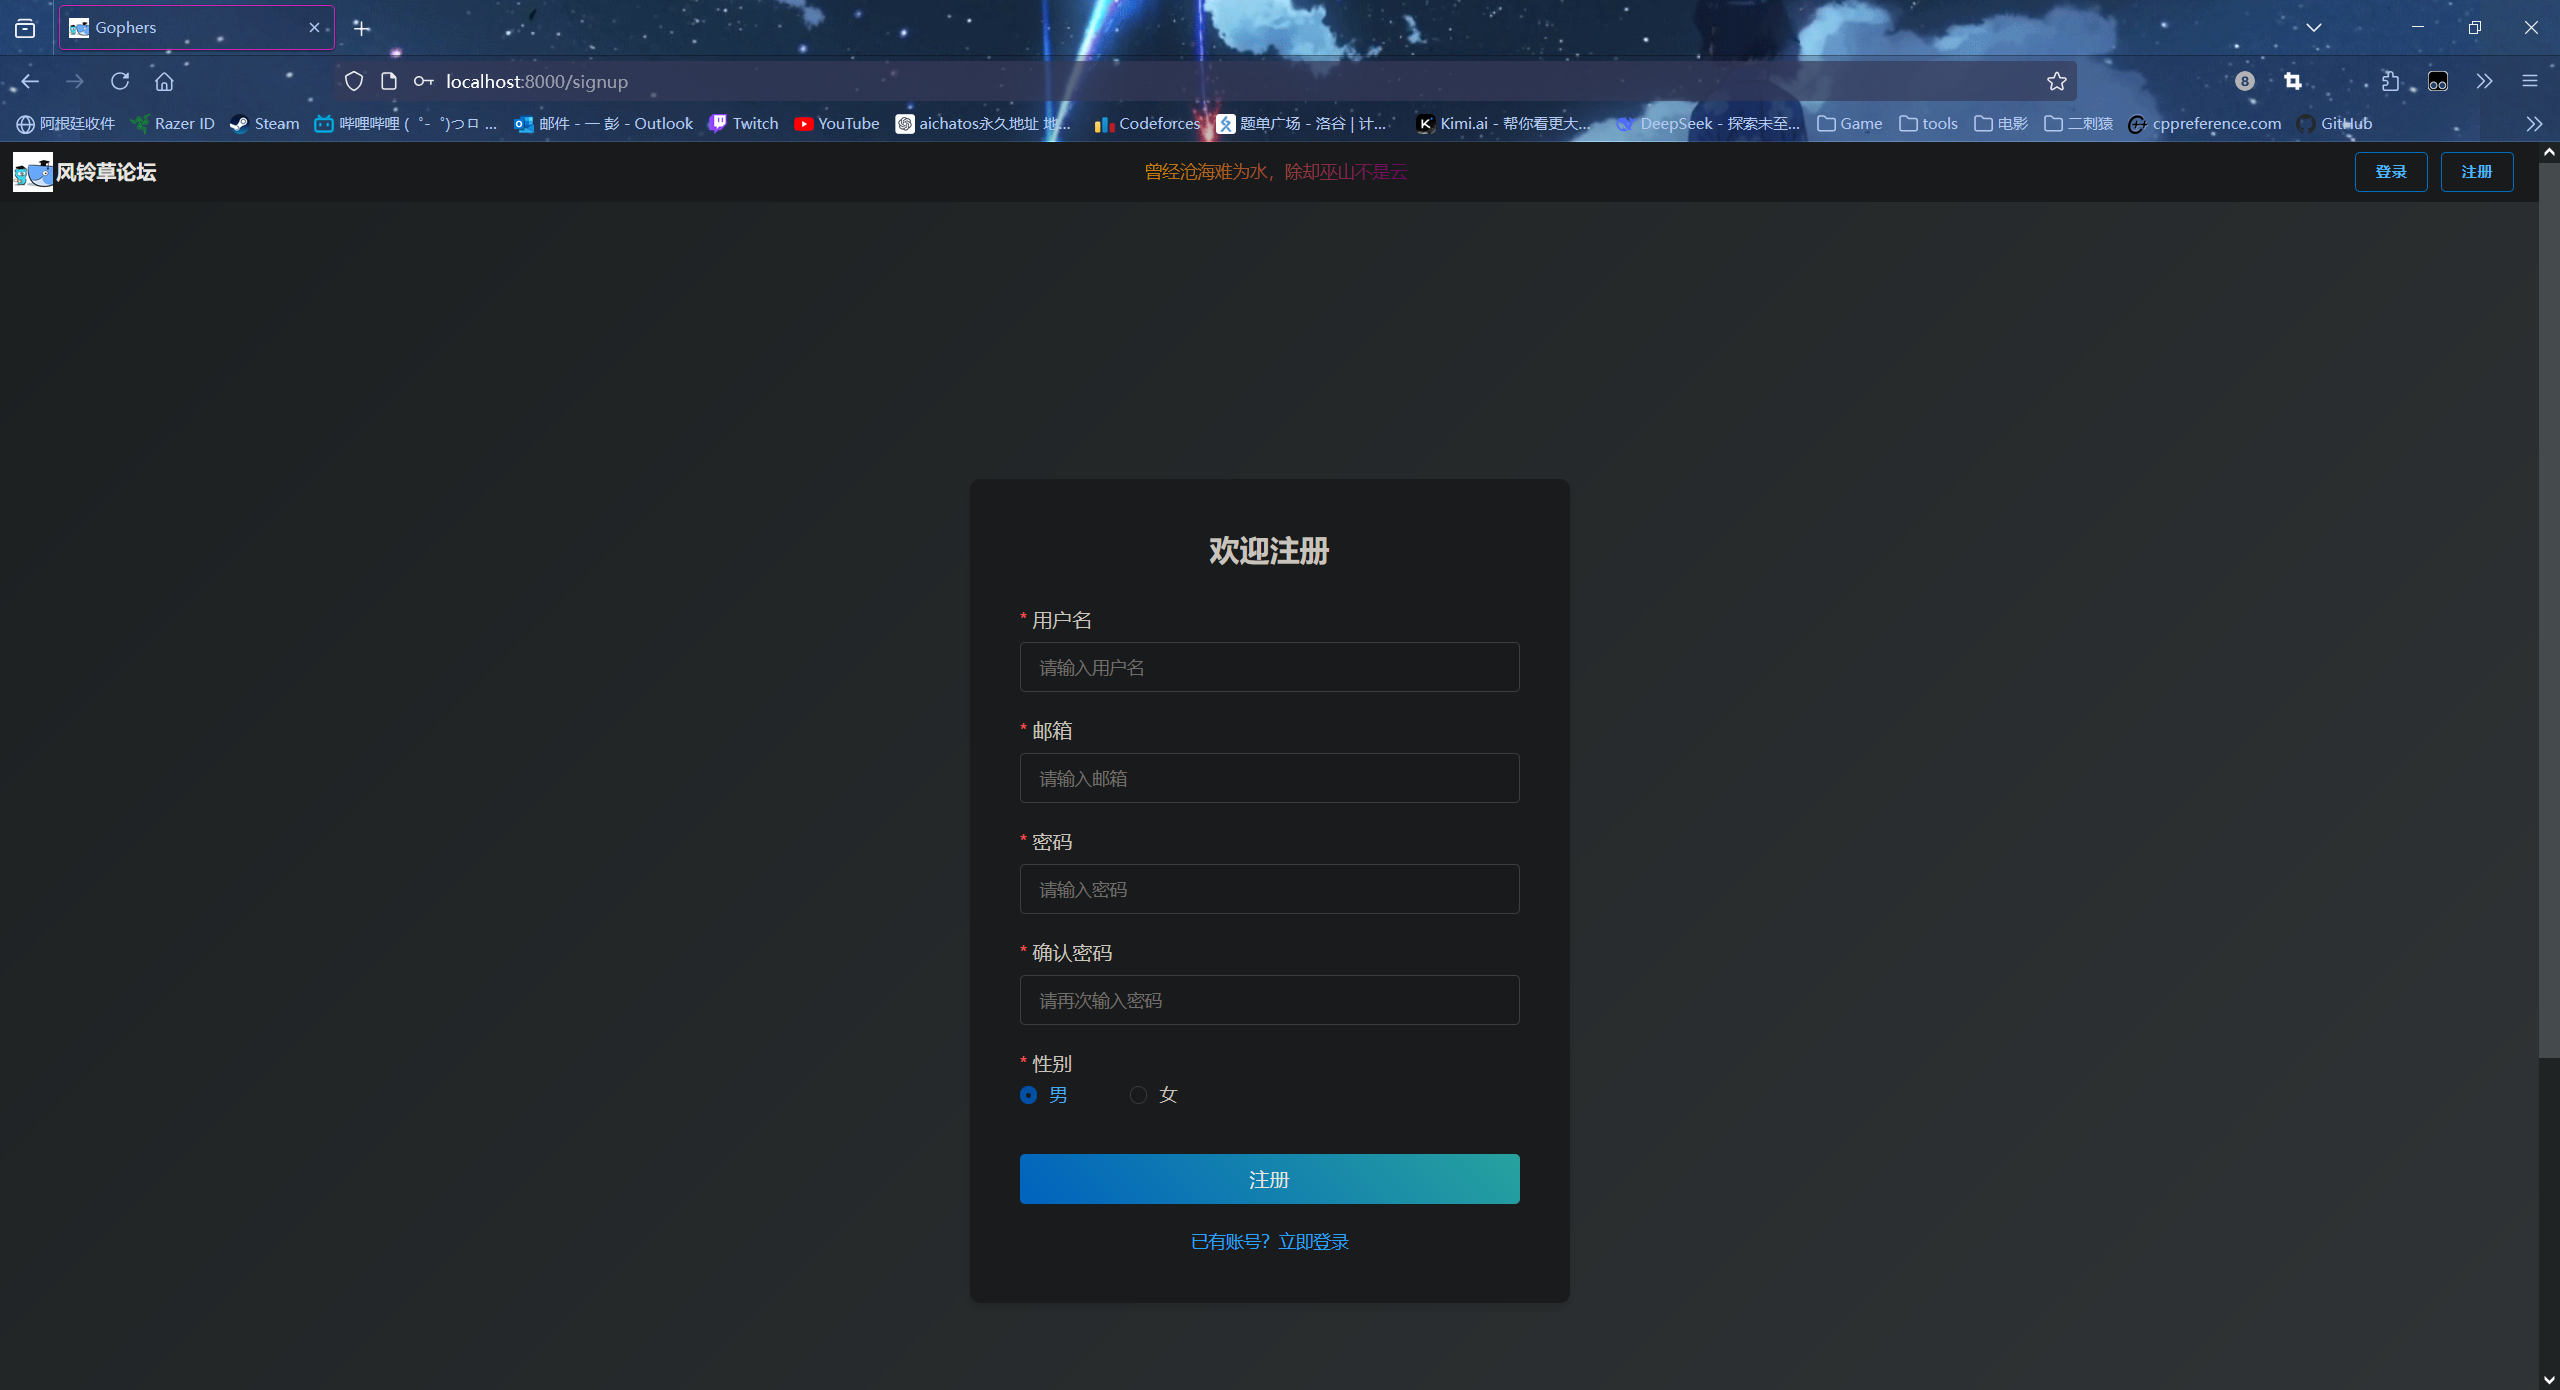 Gophers
localhost:8000/signup
8
阿根廷收件 Razer ID Steam 哔哩哔哩 ( ゜- ゜)つロ ... 邮件 - 一 彭 - Outlook Twitch YouTube aichatos永久地址 地... Codeforces 题单广场 - 洛谷 | 计... Kimi.ai - 帮你看更大... DeepSeek - 探索未至... Game tools 电影 二刺猿 cppreference.com GitHub
风铃草论坛 曾经沧海难为水，除却巫山不是云 登录 注册
欢迎注册
* 用户名
请输入用户名
* 邮箱
请输入邮箱
* 密码
请输入密码
* 确认密码
请再次输入密码
* 性别
男 女
注册
已有账号？立即登录